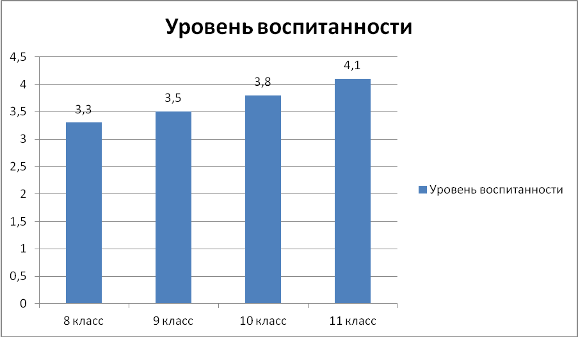 Уровень воспитанности
4,5
4
3,5
3
2,5
2
1,5
1
0,5
0
3,3
3,5
3,8
4,1
8 класс
9 класс
10 класс
11 класс
Уровень воспитанности